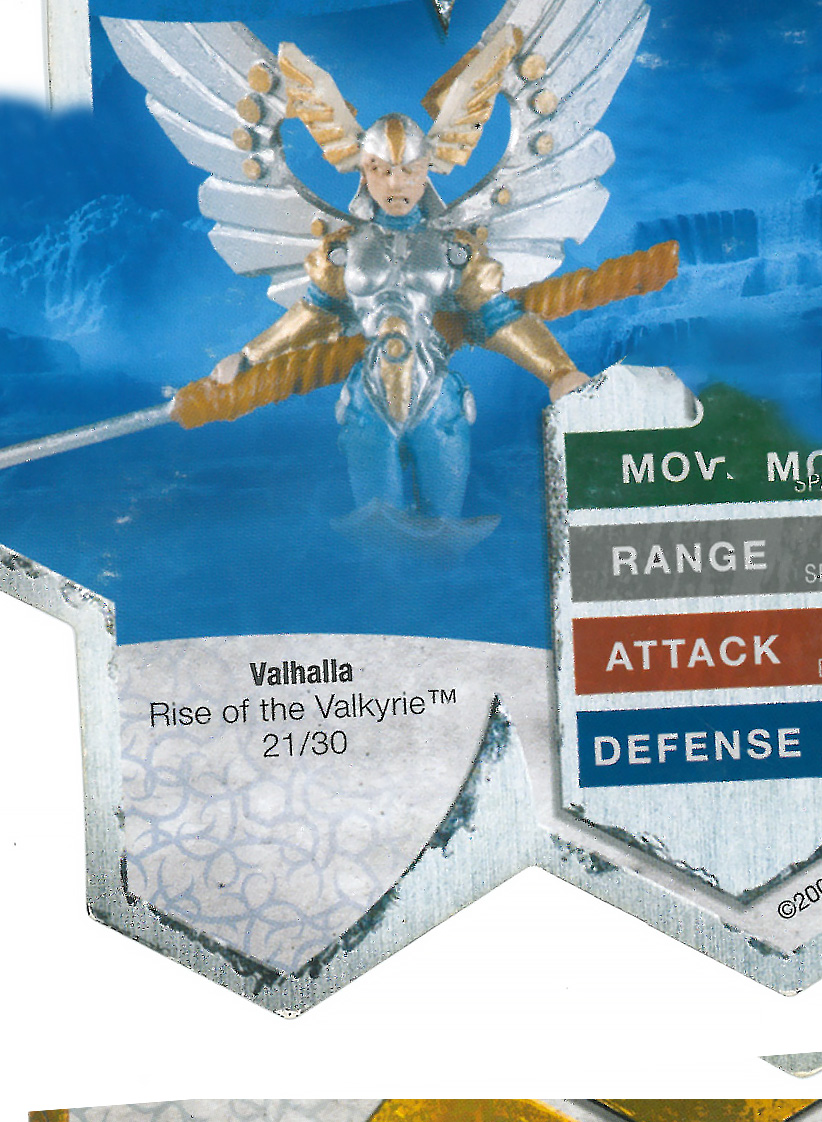 MOV
RANGE
ATTACK
DEFENSE
Valhalla
Rise of the Valkyrie™
21/30